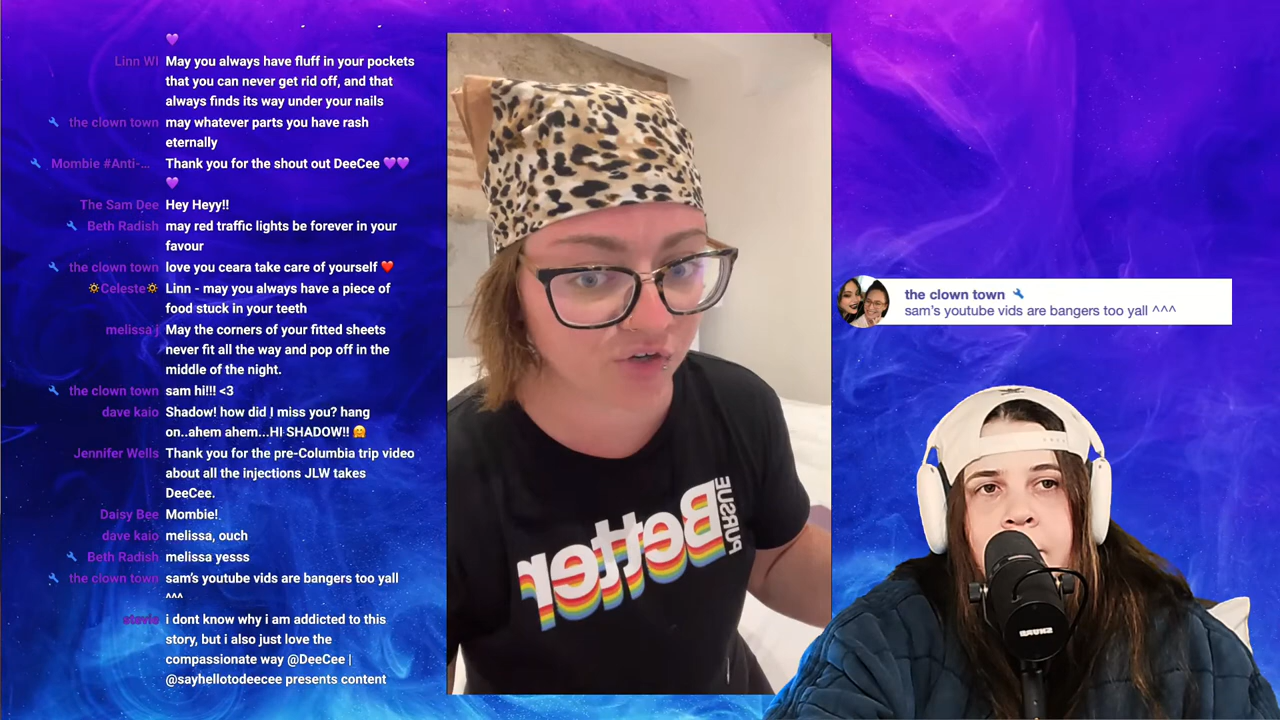 Linn Wl May you always have fluff in your pockets
that you can never get rid off, and that
always finds its way under your nails
the clown town may whatever parts you have rash
eternally
Mombie #Anti-... Thank you for the shout out DeeCee 💜💜
💜
The Sam Dee Hey Heyy!!
Beth Radish may red traffic lights be forever in your
favour
the clown town love you ceara take care of yourself ❤️
🔅Celeste🔅 Linn - may you always have a piece of
food stuck in your teeth
melissa j May the corners of your fitted sheets
never fit all the way and pop off in the
middle of the night.
the clown town sam hi!!! <3
dave kaio Shadow! how did I miss you? hang
on..ahem ahem...HI SHADOW!! 🤗
Jennifer Wells Thank you for the pre-Columbia trip video
about all the injections JLW takes
DeeCee.
Daisy Bee Mombie!
dave kaio melissa, ouch
Beth Radish melissa yesss
the clown town sam's youtube vids are bangers too yall
^^^
stevie i dont know why i am addicted to this
story, but i also just love the
compassionate way @DeeCee |
@sayhellotodeecee presents content
PURSUE
Better
the clown town
sam's youtube vids are bangers too yall ^^^
SHURE